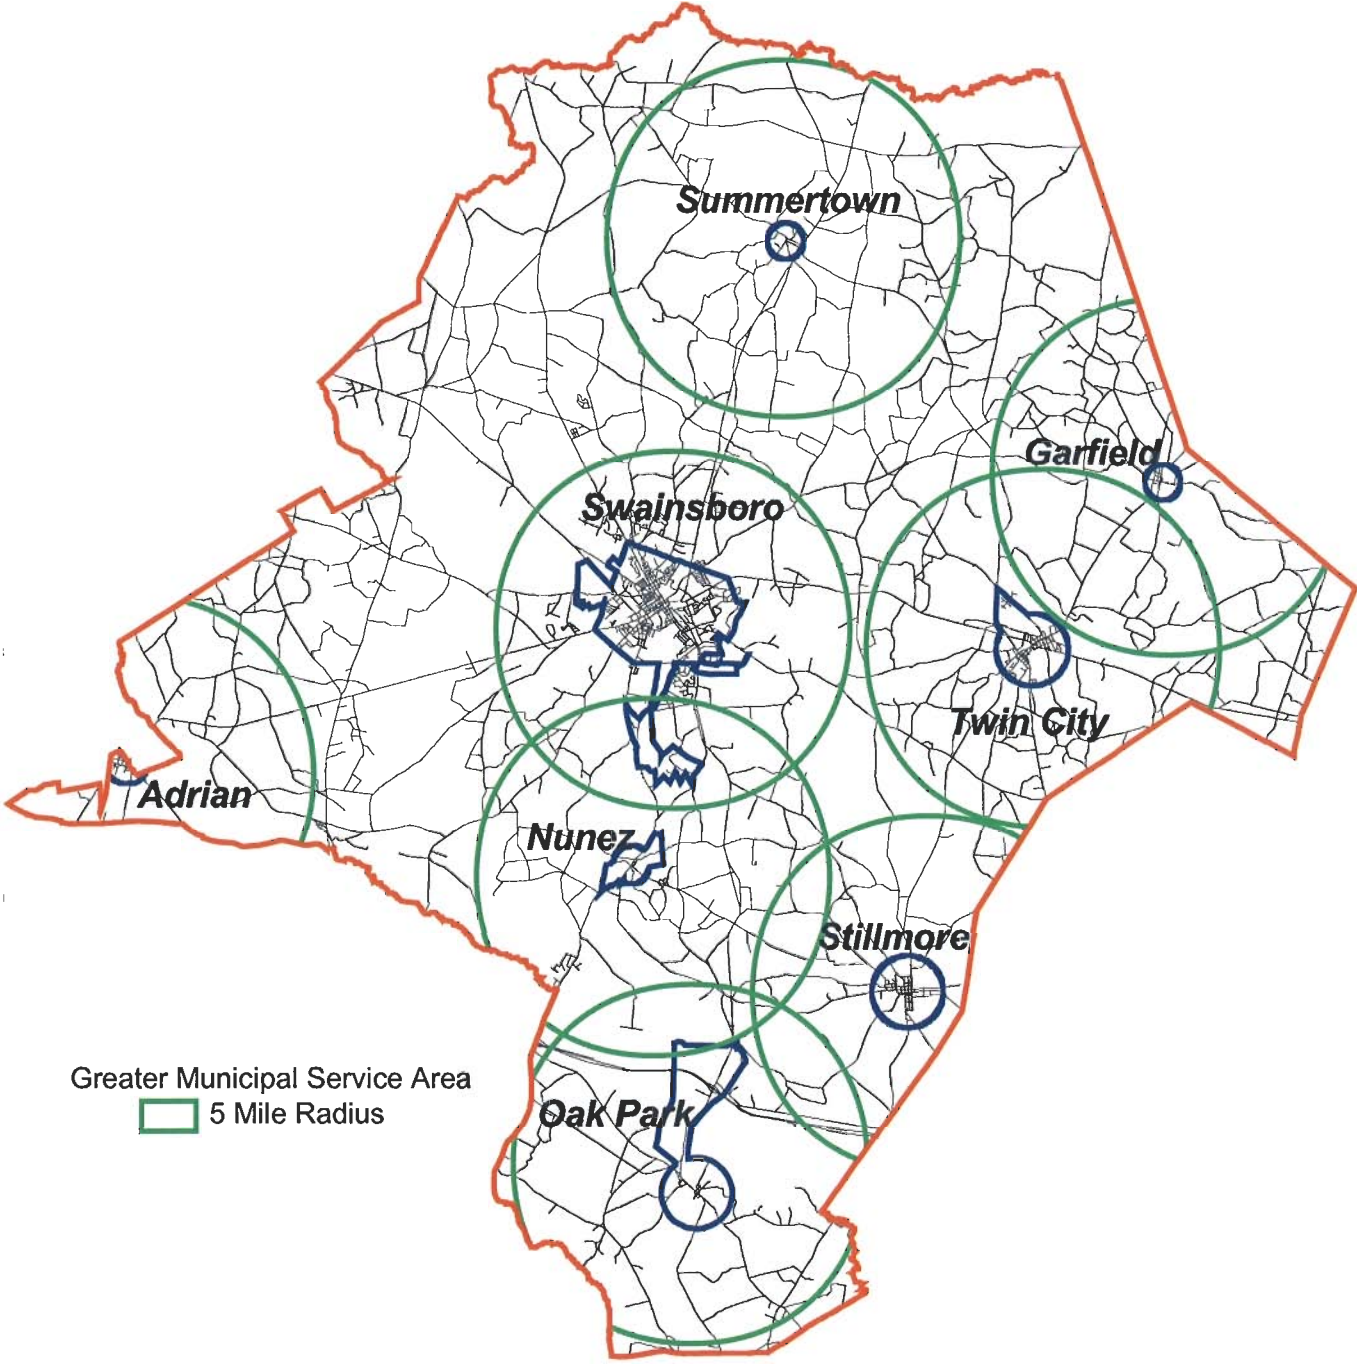 Summertown
Garfield
Swainsboro
Twin City
Adrian
Nunez
Stillmore
Greater Municipal Service Area
5 Mile Radius
Oak Park